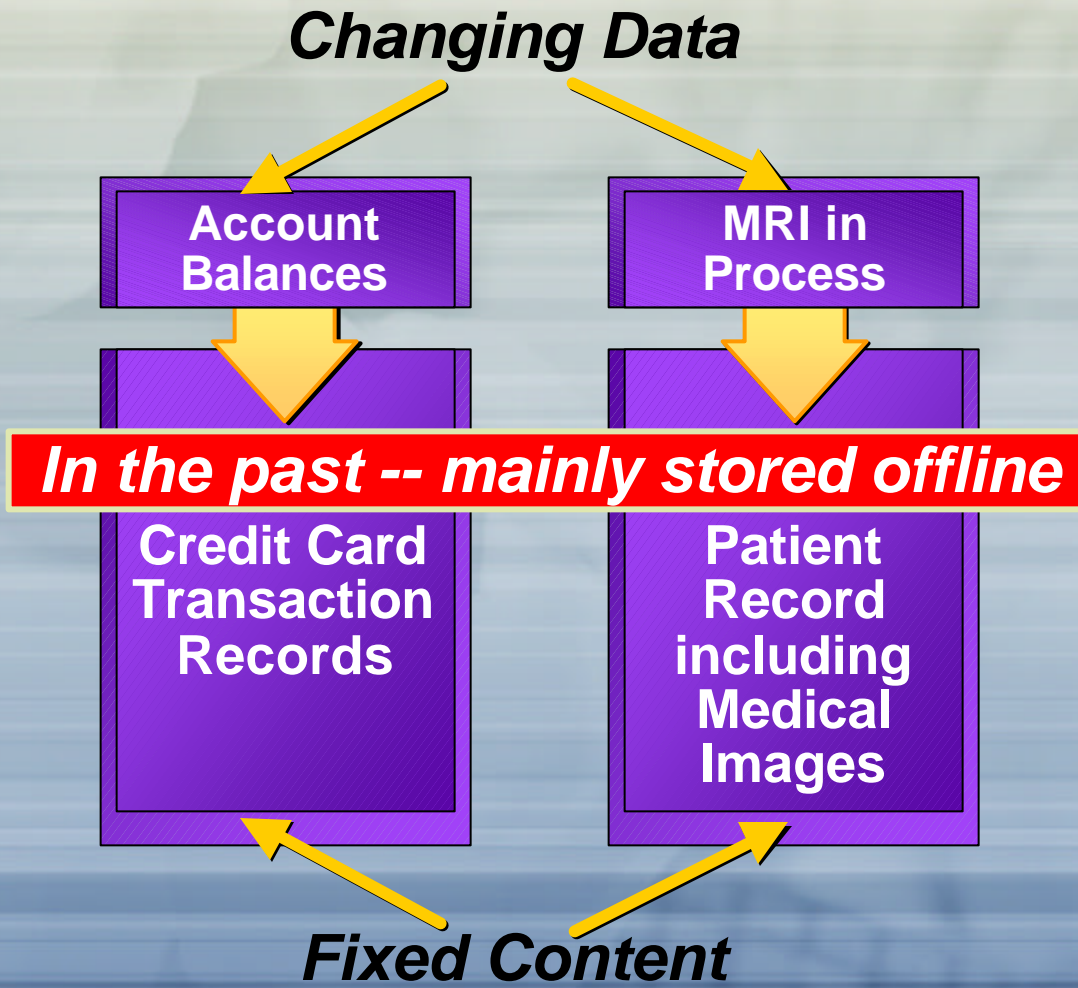 Changing Data
Account
Balances
MRI in
Process
In the past -- mainly stored offline
Credit Card
Transaction
Records
Patient
Record
including
Medical
Images
Fixed Content